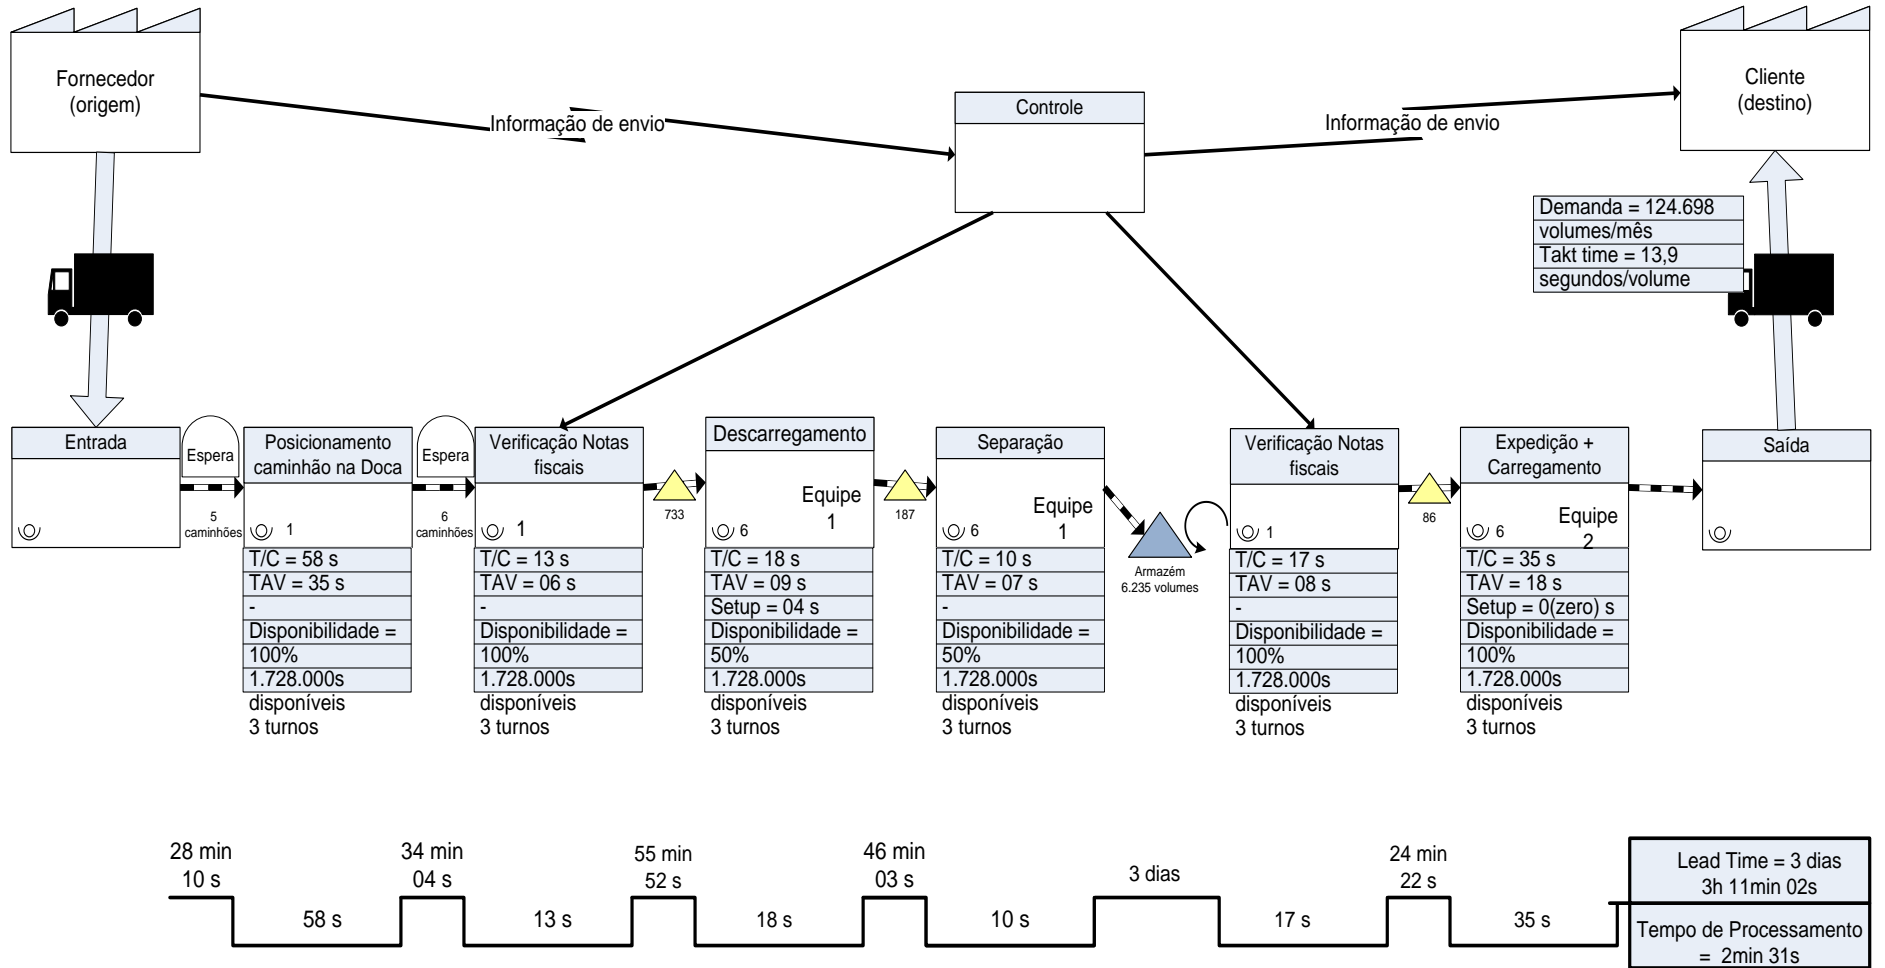 Fornecedor
(origem)
Informação de envio
Controle
Informação de envio
Cliente
(destino)
Demanda = 124.698
volumes/mês
Takt time = 13,9
segundos/volume
Entrada
Espera
5
caminhões
Posicionamento
caminhão na Doca
1
T/C = 58 s
TAV = 35 s
-
Disponibilidade =
100%
1.728.000s
disponíveis
3 turnos
Espera
6
caminhões
Verificação Notas
fiscais
1
T/C = 13 s
TAV = 06 s
-
Disponibilidade =
100%
1.728.000s
disponíveis
3 turnos
733
Descarregamento
Equipe
1
6
T/C = 18 s
TAV = 09 s
Setup = 04 s
Disponibilidade =
50%
1.728.000s
disponíveis
3 turnos
187
Separação
Equipe
1
6
T/C = 10 s
TAV = 07 s
-
Disponibilidade =
50%
1.728.000s
disponíveis
3 turnos
Armazém
6.235 volumes
Verificação Notas
fiscais
1
T/C = 17 s
TAV = 08 s
-
Disponibilidade =
100%
1.728.000s
disponíveis
3 turnos
86
Expedição +
Carregamento
Equipe
2
6
T/C = 35 s
TAV = 18 s
Setup = 0(zero) s
Disponibilidade =
100%
1.728.000s
disponíveis
3 turnos
Saída
28 min
10 s
58 s
34 min
04 s
13 s
55 min
52 s
18 s
46 min
03 s
10 s
3 dias
17 s
24 min
22 s
35 s
Lead Time = 3 dias
3h 11min 02s
Tempo de Processamento
= 2min 31s